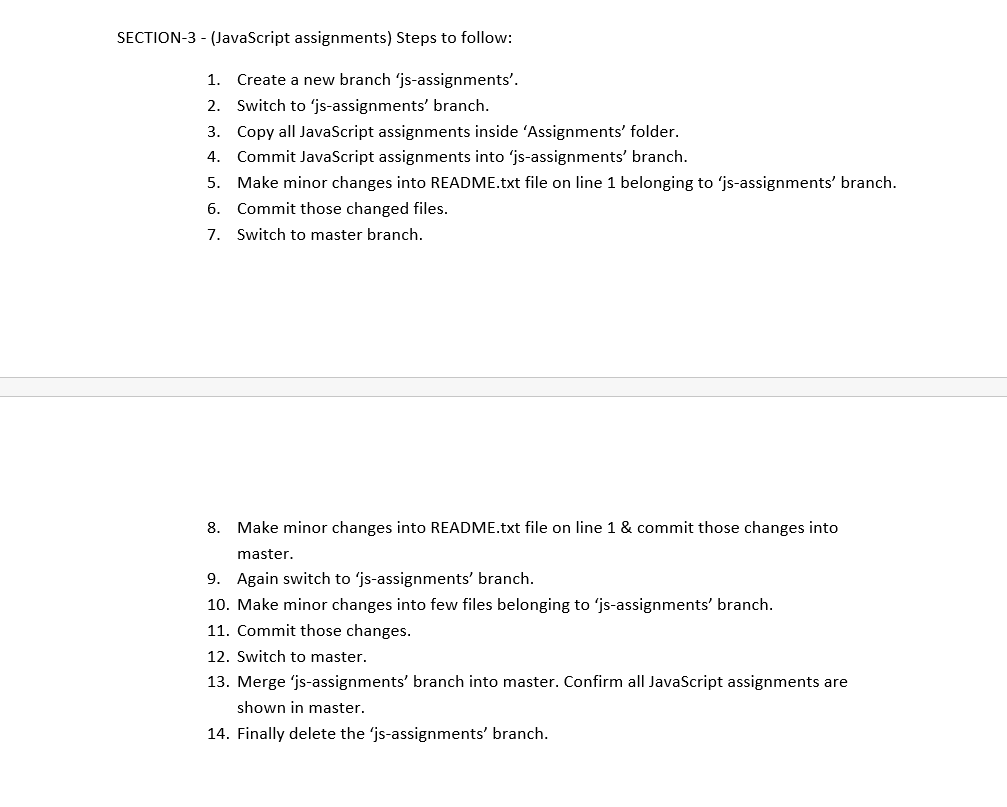 SECTION-3 - (JavaScript assignments) Steps to follow:
1. Create a new branch ‘js-assignments’.
2. Switch to ‘js-assignments’ branch.
3. Copy all JavaScript assignments inside ‘Assignments’ folder.
4. Commit JavaScript assignments into ‘js-assignments’ branch.
5. Make minor changes into README.txt file on line 1 belonging to ‘js-assignments’ branch.
6. Commit those changed files.
7. Switch to master branch.
8. Make minor changes into README.txt file on line 1 & commit those changes into
master.
9. Again switch to ‘js-assignments’ branch.
10. Make minor changes into few files belonging to ‘js-assignments’ branch.
11. Commit those changes.
12. Switch to master.
13. Merge ‘js-assignments’ branch into master. Confirm all JavaScript assignments are
shown in master.
14. Finally delete the ‘js-assignments’ branch.